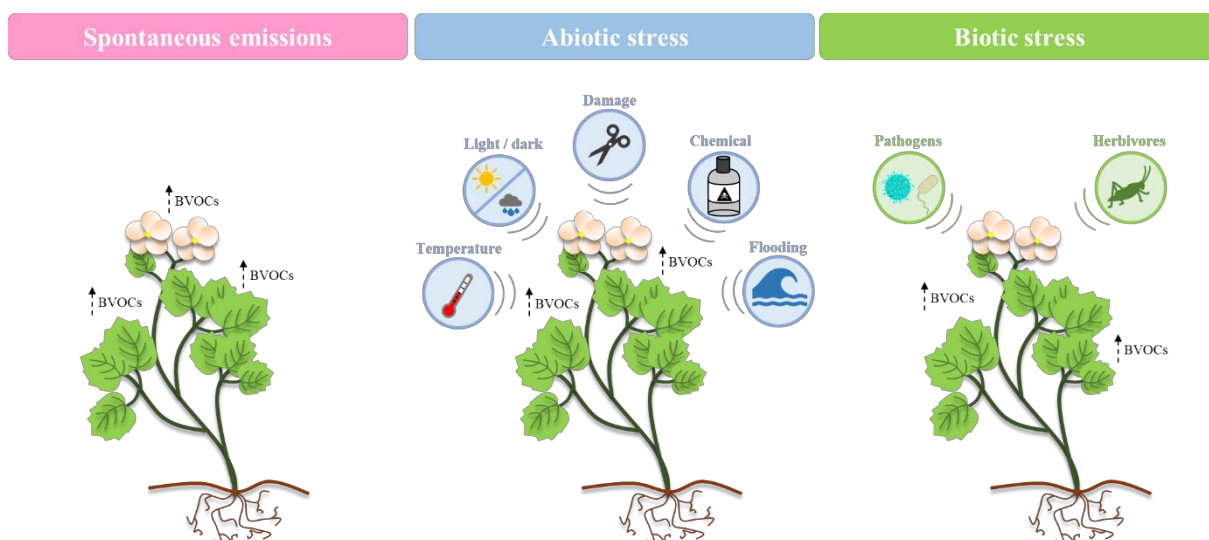 Spontaneous emissions
Abiotic stress
Biotic stress
BVOCs
BVOCs
BVOCs
Damage
Light / dark
Chemical
Temperature
Flooding
BVOCs
BVOCs
Pathogens
Herbivores
BVOCs
BVOCs